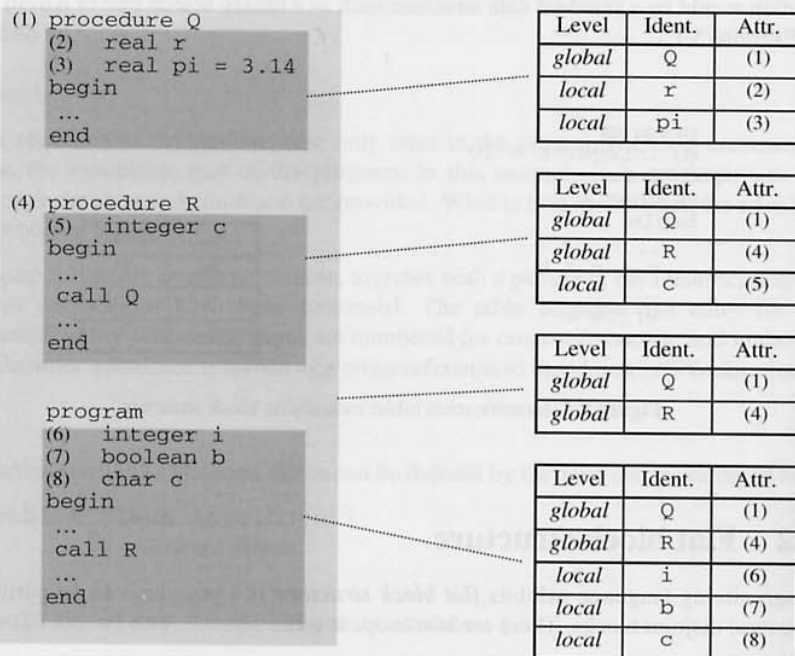 (1) procedure Q
(2) real r
(3) real pi = 3.14
begin
...
end
(4) procedure R
(5) integer c
begin
...
call Q
...
end
program
(6) integer i
(7) boolean b
(8) char c
begin
call R
...
end
Level Ident. Attr.
global Q (1)
local r (2)
local pi (3)
Level Ident. Attr.
global Q (1)
global R (4)
local c (5)
Level Ident. Attr.
global Q (1)
global R (4)
Level Ident. Attr.
global Q (1)
global R (4)
local i (6)
local b (7)
local c (8)